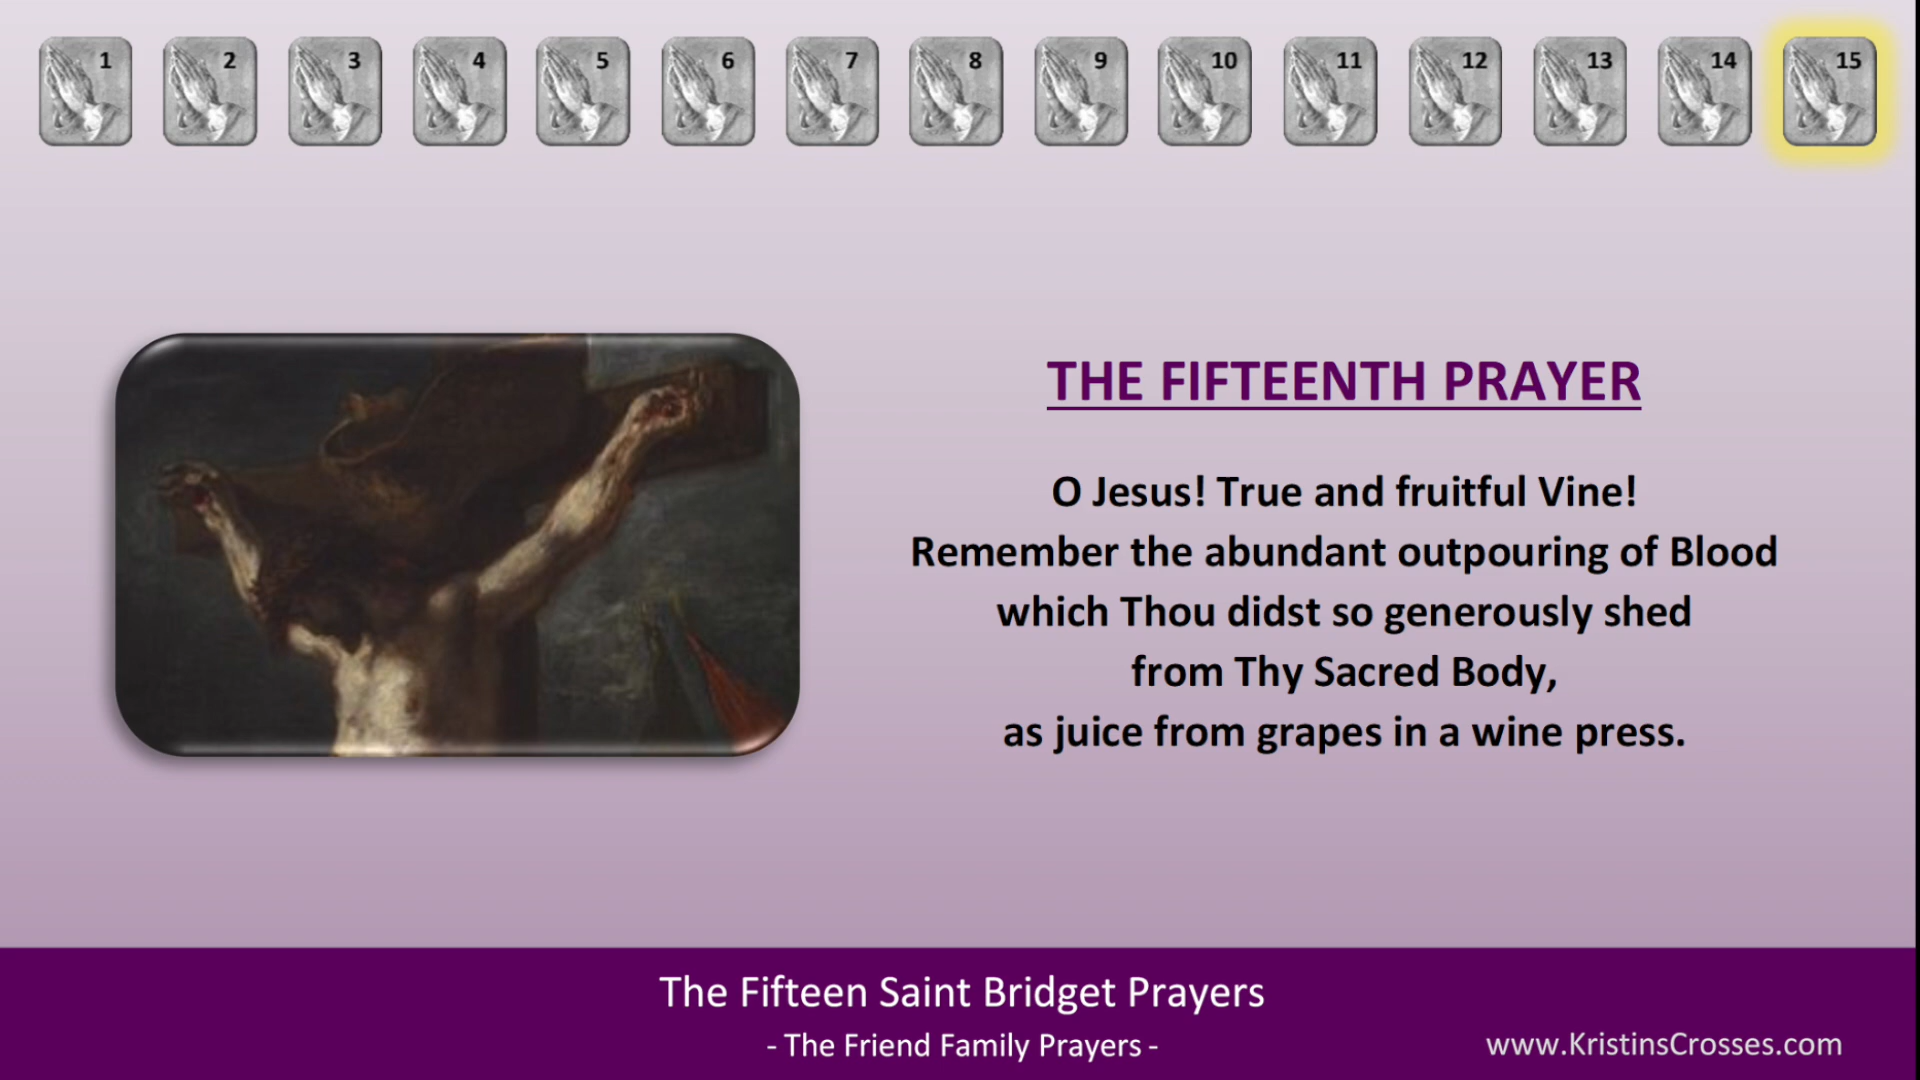 1 2 3 4 5 6 7 8 9 10 11 12 13 14 15
THE FIFTEENTH PRAYER
O Jesus! True and fruitful Vine!
Remember the abundant outpouring of Blood
which Thou didst so generously shed
from Thy Sacred Body,
as juice from grapes in a wine press.
The Fifteen Saint Bridget Prayers
- The Friend Family Prayers -
www.KristinsCrosses.com